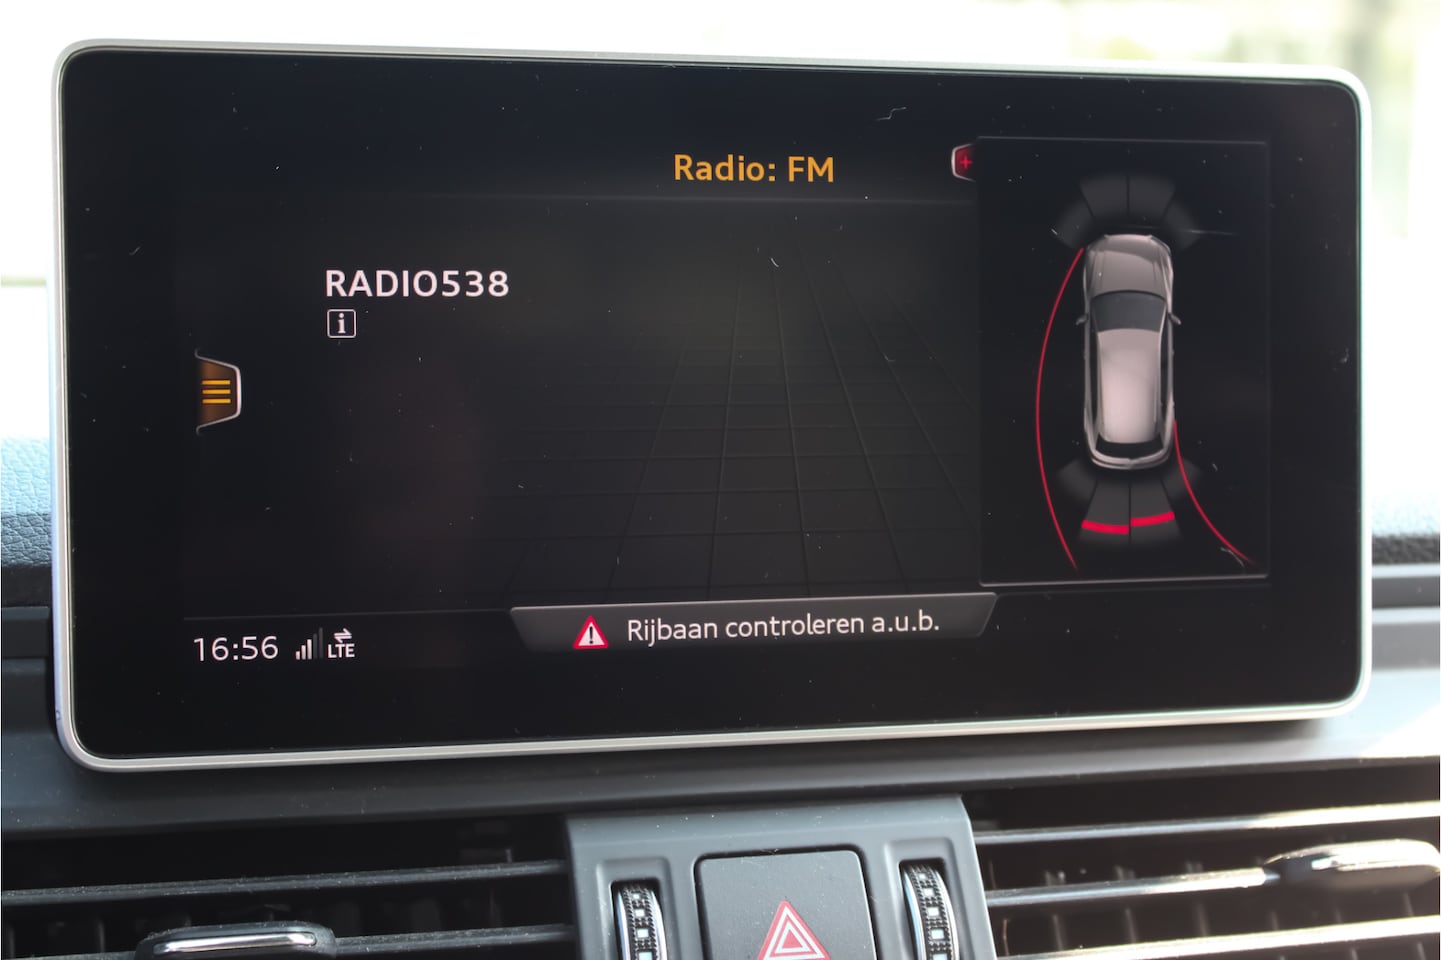 Radio: FM
RADIO538
i
Rijbaan controleren a.u.b.
16:56 LTE